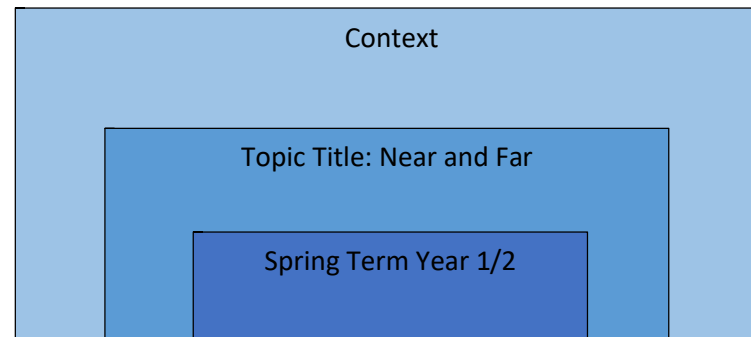 Context
Topic Title: Near and Far
Spring Term Year 1/2